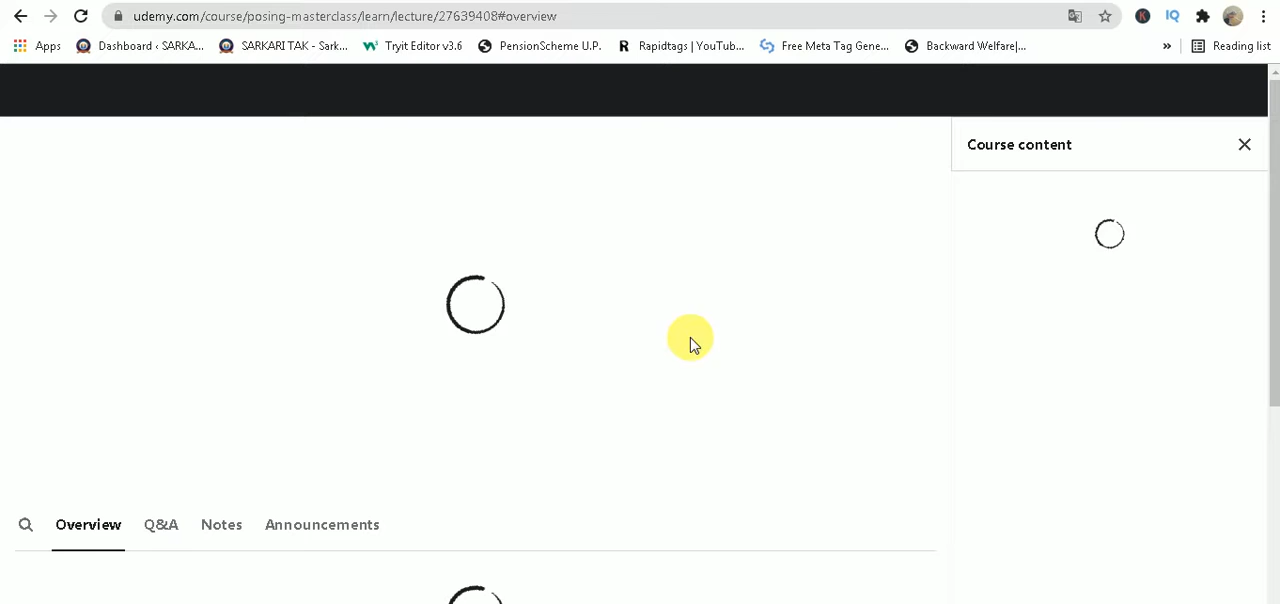 udemy.com/course/posing-masterclass/learn/lecture/27639408#overview
K IQ
Apps Dashboard ‹ SARKA... SARKARI TAK - Sark... Tryit Editor v3.6 PensionScheme U.P. R Rapidtags | YouTub... Free Meta Tag Gene... Backward Welfare|... » Reading list
Course content
Overview Q&A Notes Announcements